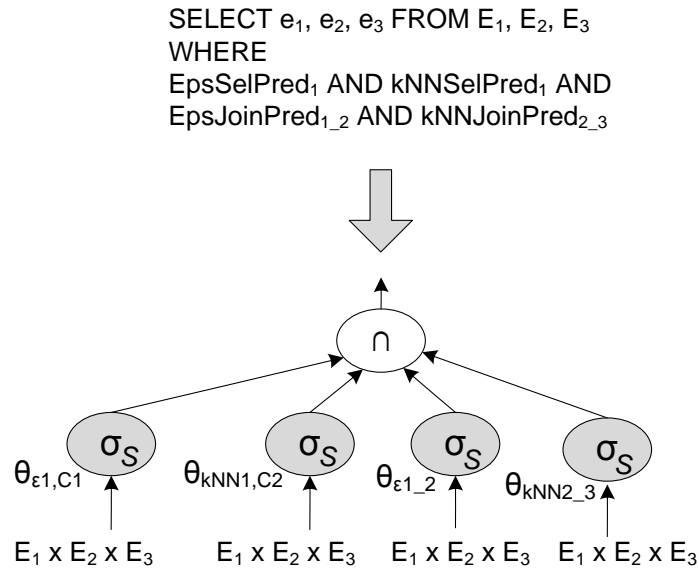 SELECT e₁, e₂, e₃ FROM E₁, E₂, E₃
WHERE
EpsSelPred₁ AND kNNSelPred₁ AND
EpsJoinPred₁_₂ AND kNNJoinPred₂_₃
∩
σS σS σS σS
θε1,C1 θkNN1,C2 θε1_2 θkNN2_3
E₁ x E₂ x E₃ E₁ x E₂ x E₃ E₁ x E₂ x E₃ E₁ x E₂ x E₃